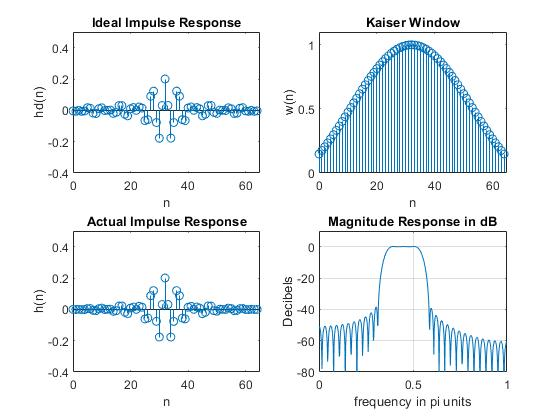 Ideal Impulse Response
0.4
0.2
0
-0.2
-0.4
hd(n)
0 20 40 60
n
Kaiser Window
1
0.5
0
w(n)
0 20 40 60
n
Actual Impulse Response
0.4
0.2
0
-0.2
-0.4
h(n)
0 20 40 60
n
Magnitude Response in dB
0
-20
-40
-60
-80
Decibels
0 0.5 1
frequency in pi units